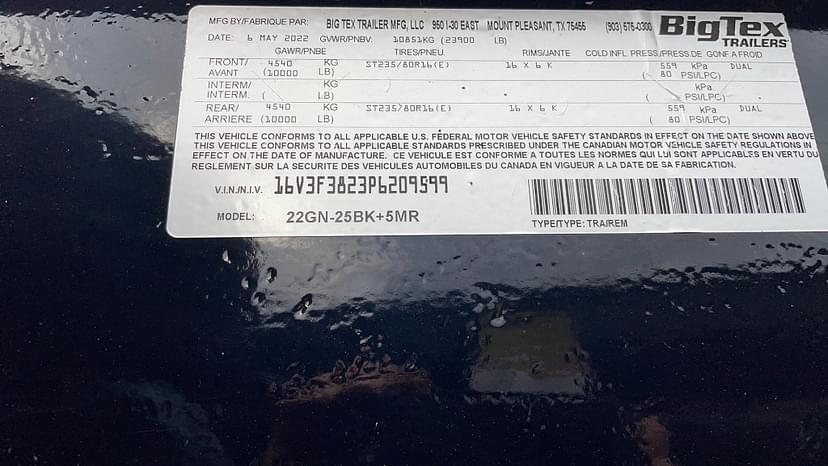 MFG BY/FABRIQUE PAR: BIG TEX TRAILER MFG, LLC 950 I-30 EAST MOUNT PLEASANT, TX 75455 (903) 575-0300 BigTex TRAILERS
DATE: 6 MAY 2022 GVWR/PNBV: 10851KG (23900 LB)
GAWR/PNBE TIRES/PNEU. RIMS/JANTE COLD INFL. PRESS/PRESS DE GONF A FROID
FRONT/ 4540 KG ST235/80R16(E) 16 X 6 K 559 kPa DUAL
AVANT (10000 LB) ( 80 PSI/LPC)
INTERM/ KG kPa
INTERM. ( LB) ( PSI/LPC)
REAR/ 4540 KG ST235/80R16(E) 16 X 6 K 559 kPa DUAL
ARRIERE (10000 LB) ( 80 PSI/LPC)
THIS VEHICLE CONFORMS TO ALL APPLICABLE U.S. FEDERAL MOTOR VEHICLE SAFETY STANDARDS IN EFFECT ON THE DATE SHOWN ABOVE
THIS VEHICLE CONFORMS TO ALL APPLICABLE STANDARDS PRESCRIBED UNDER THE CANADIAN MOTOR VEHICLE SAFETY REGULATIONS IN
EFFECT ON THE DATE OF MANUFACTURE. CE VEHICULE EST CONFORME A TOUTES LES NORMES QUI LUI SONT APPLICABLES EN VERTU DU
REGLEMENT SUR LA SECURITE DES VEHICULES AUTOMOBILES DU CANADA EN VIGUEUR A LA DATE DE SA FABRICATION.
V.I.N./N.I.V. 16V3F3823P6209599
MODEL: 22GN-25BK+5MR TYPE/TYPE: TRA/REM